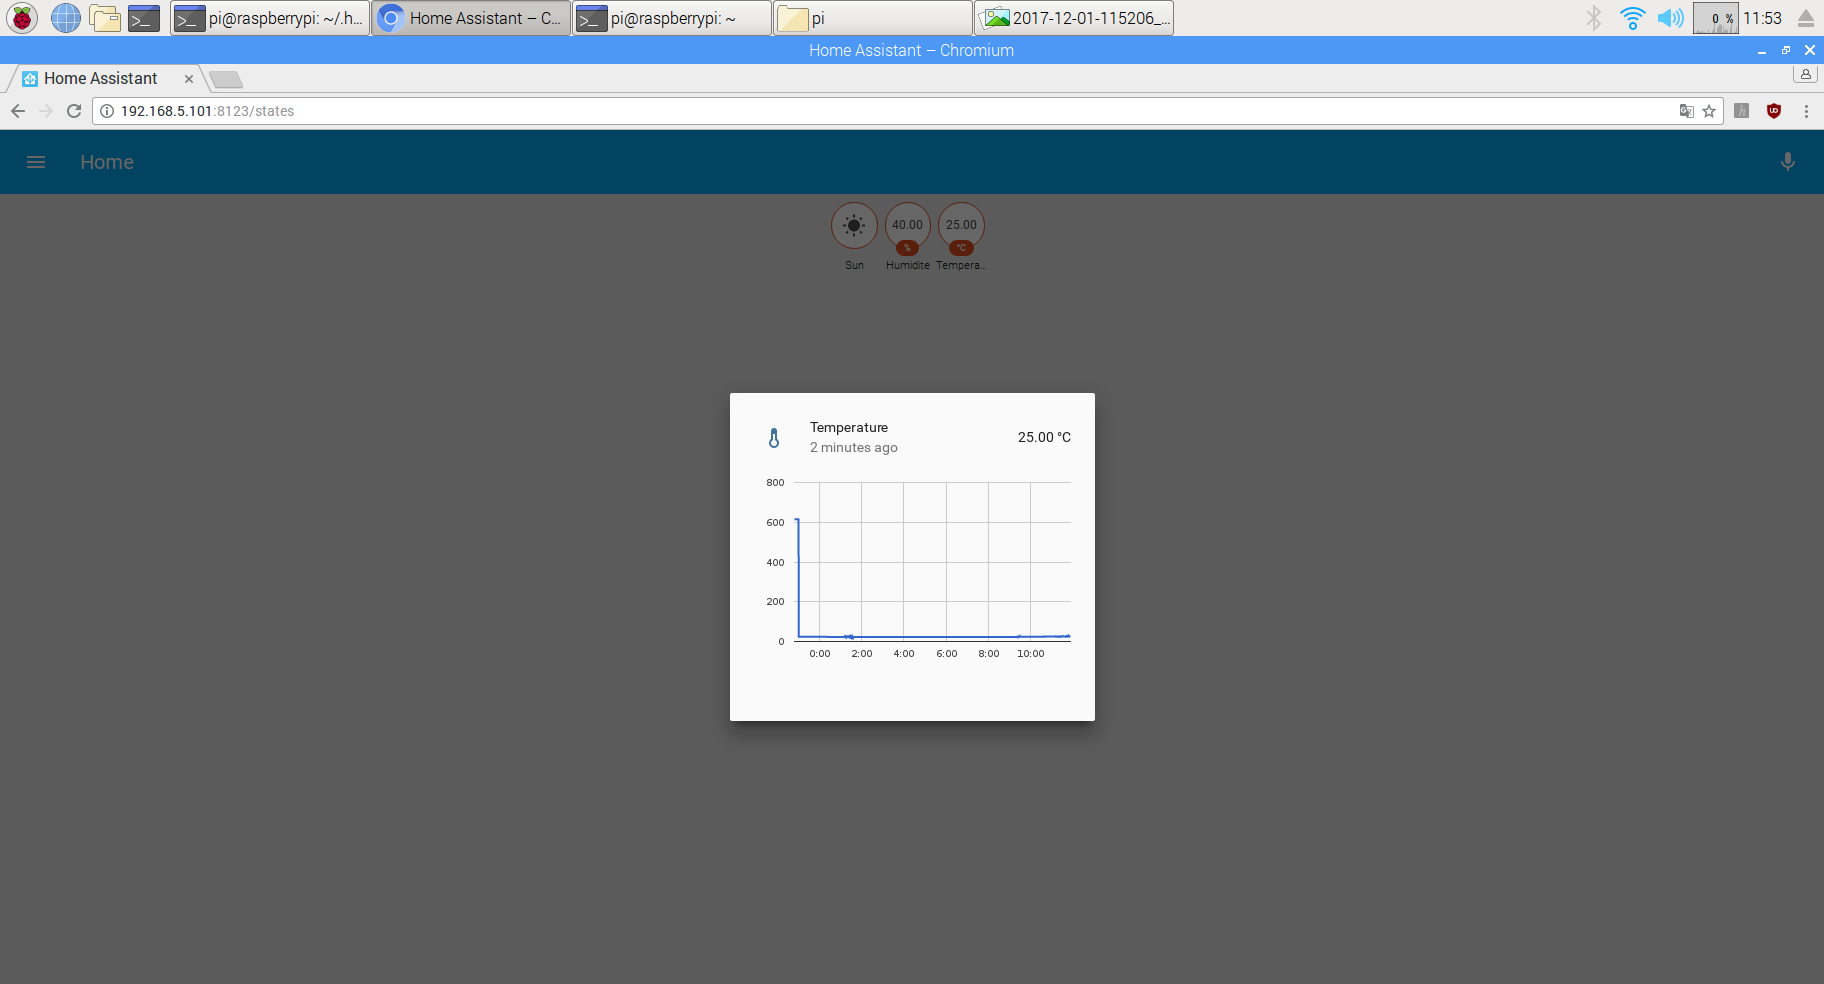 pi@raspberrypi: ~/.h...
Home Assistant – C...
pi@raspberrypi: ~
pi
2017-12-01-115206_...
0 %
11:53
Home Assistant – Chromium
Home Assistant
192.168.5.101:8123/states
Home
40.00
25.00
%
°C
Sun
Humidite
Tempera...
Temperature
2 minutes ago
25.00 °C
800
600
400
200
0
0:00 2:00 4:00 6:00 8:00 10:00